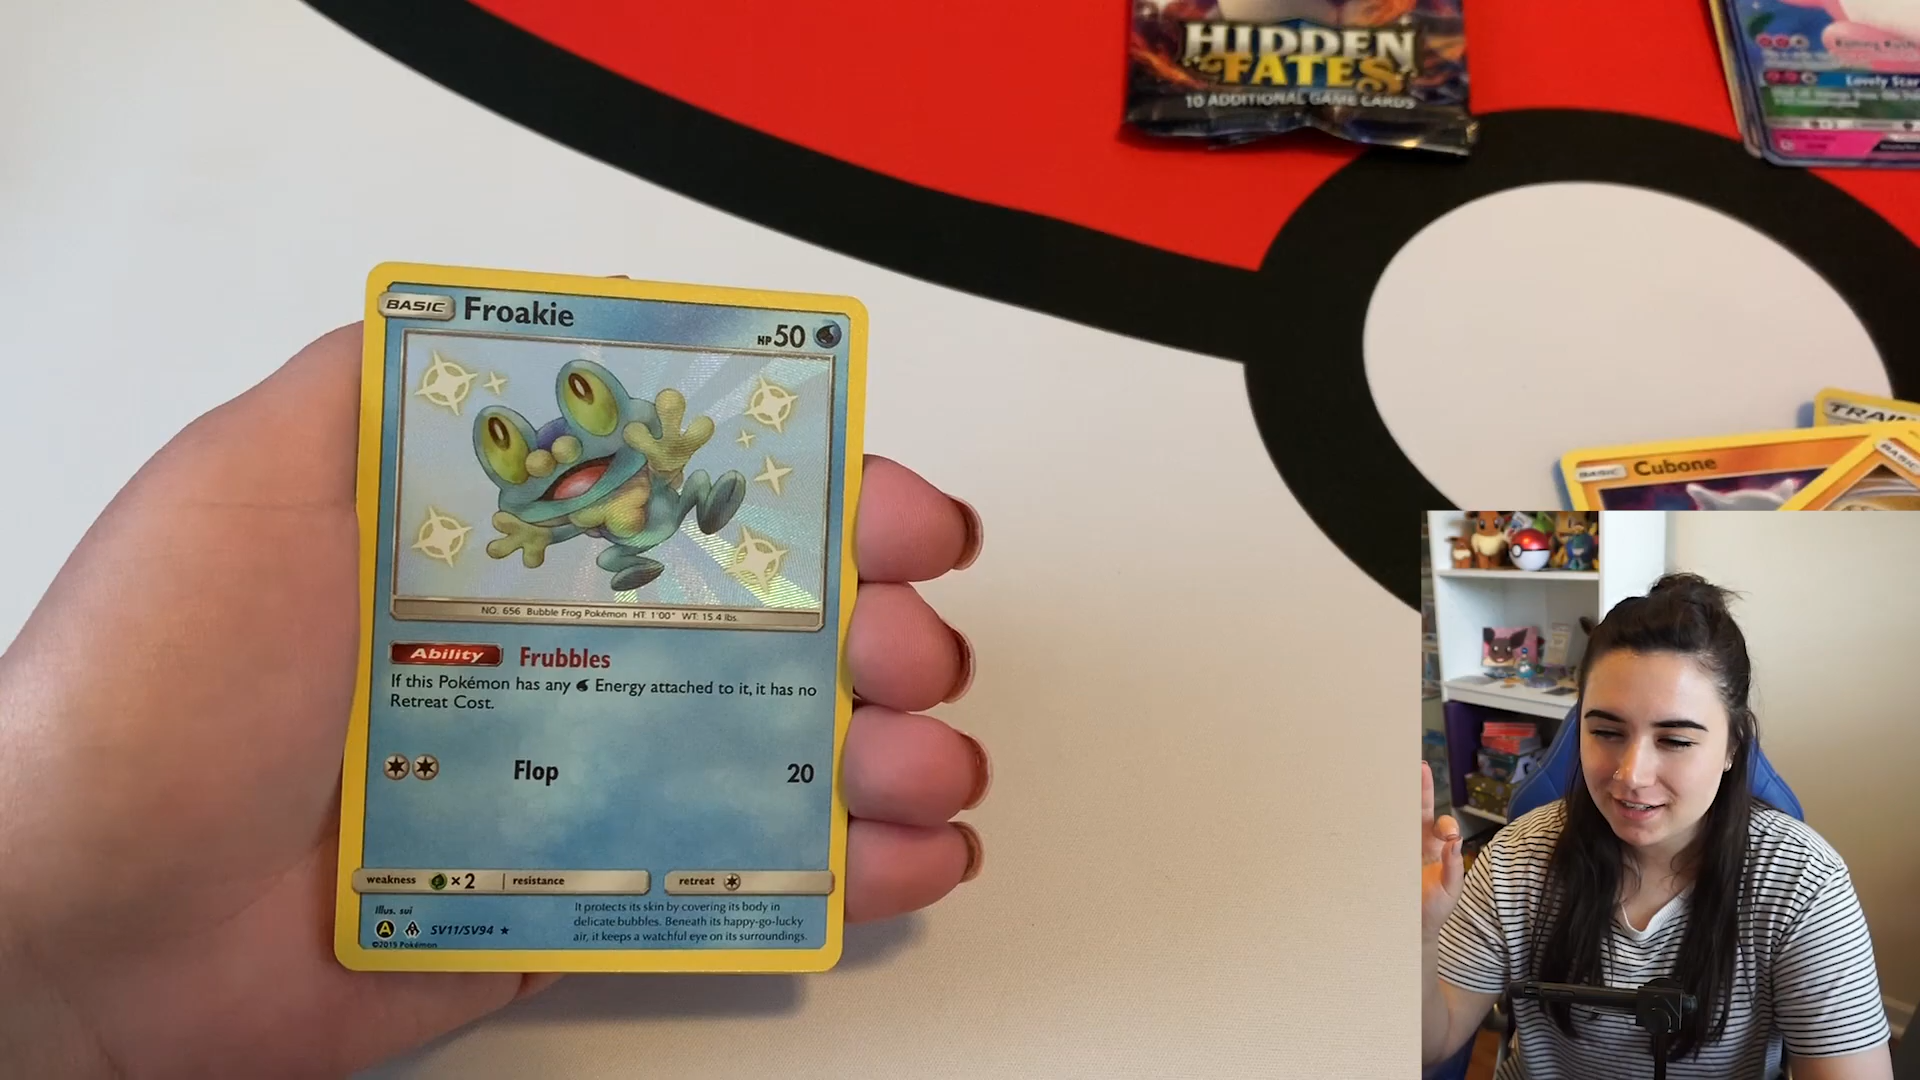 HIDDEN
FATES
10 ADDITIONAL GAME CARDS
Lovely Star
BASIC
Froakie
HP 50
NO. 656 Bubble Frog Pokémon HT: 1'00" WT: 15.4 lbs.
Ability Frubbles
If this Pokémon has any Energy attached to it, it has no
Retreat Cost.
Flop 20
weakness ×2 resistance retreat
Illus. sui
It protects its skin by covering its body in
delicate bubbles. Beneath its happy-go-lucky
air, it keeps a watchful eye on its surroundings.
A SV11/SV94
©2019 Pokémon
TRAIN
BASIC Cubone
BASIC